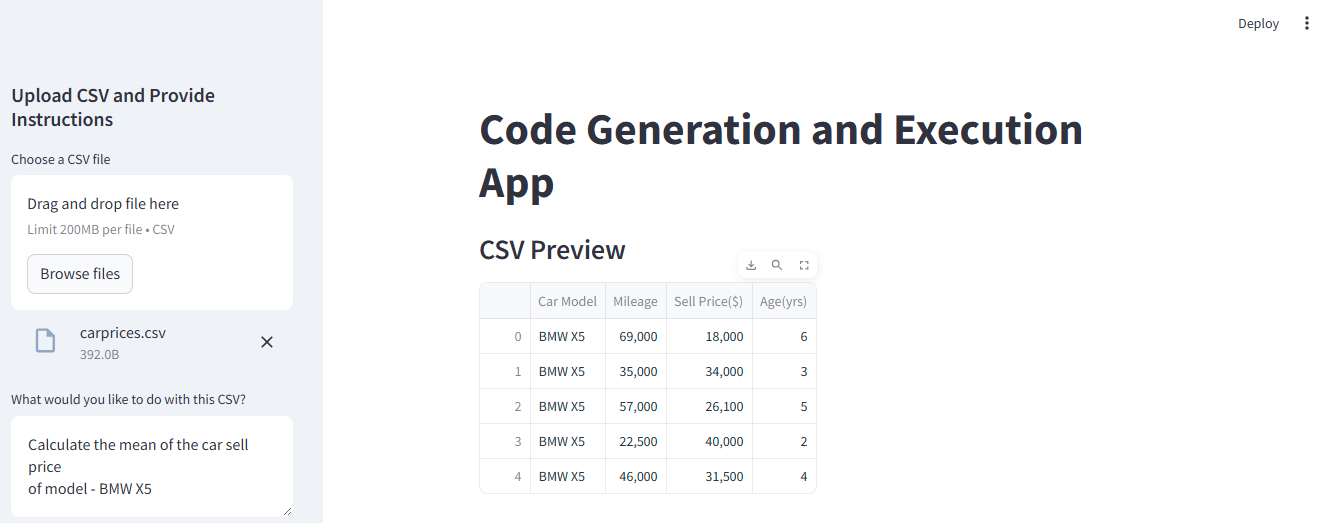 Deploy
Upload CSV and Provide
Instructions
Choose a CSV file
Drag and drop file here
Limit 200MB per file • CSV
Browse files
carprices.csv
392.0B
What would you like to do with this CSV?
Calculate the mean of the car sell
price
of model - BMW X5
Code Generation and Execution
App
CSV Preview
Car Model Mileage Sell Price($) Age(yrs)
0 BMW X5 69,000 18,000 6
1 BMW X5 35,000 34,000 3
2 BMW X5 57,000 26,100 5
3 BMW X5 22,500 40,000 2
4 BMW X5 46,000 31,500 4